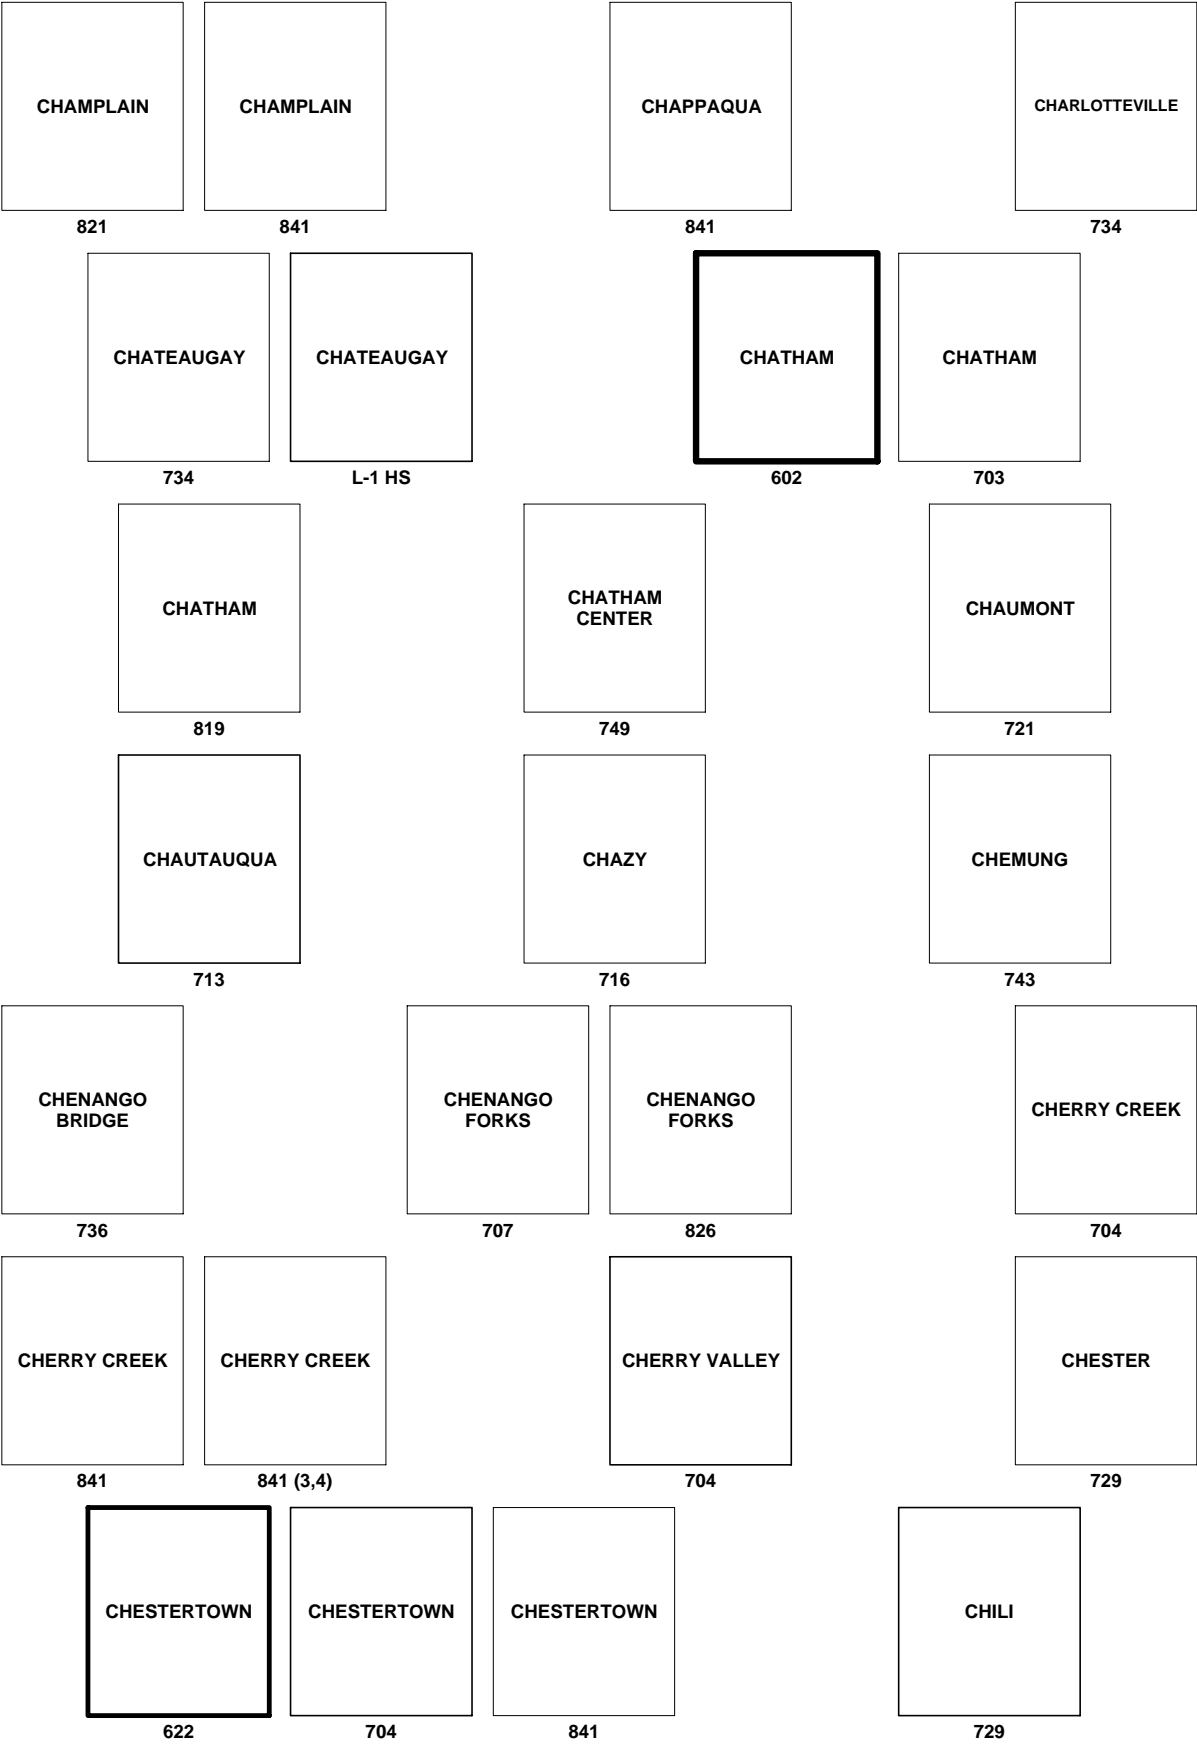 CHAMPLAIN CHAMPLAIN CHAPPAQUA CHARLOTTEVILLE
821 841 841 734
CHATEAUGAY CHATEAUGAY CHATHAM CHATHAM
734 L-1 HS 602 703
CHATHAM CHATHAM CENTER CHAUMONT
819 749 721
CHAUTAUQUA CHAZY CHEMUNG
713 716 743
CHENANGO CHENANGO CHENANGO CHERRY CREEK
BRIDGE FORKS FORKS
736 707 826 704
CHERRY CREEK CHERRY CREEK CHERRY VALLEY CHESTER
841 841 (3,4) 704 729
CHESTERTOWN CHESTERTOWN CHESTERTOWN CHILI
622 704 841 729